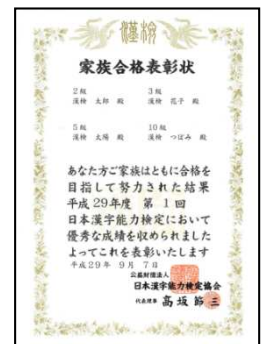 漢検
家族合格表彰状
2級 3級
漢検 太郎 殿 漢検 花子 殿
5級 10級
漢検 太陽 殿 漢検 つぼみ 殿
あなた方ご家族はともに合格を
目指して努力された結果
平成29年度 第1回
日本漢字能力検定において
優秀な成績を収められました
よってこれを表彰いたします
平成29年 9月 7日
公益財団法人
日本漢字能力検定協会
代表理事 高坂節三